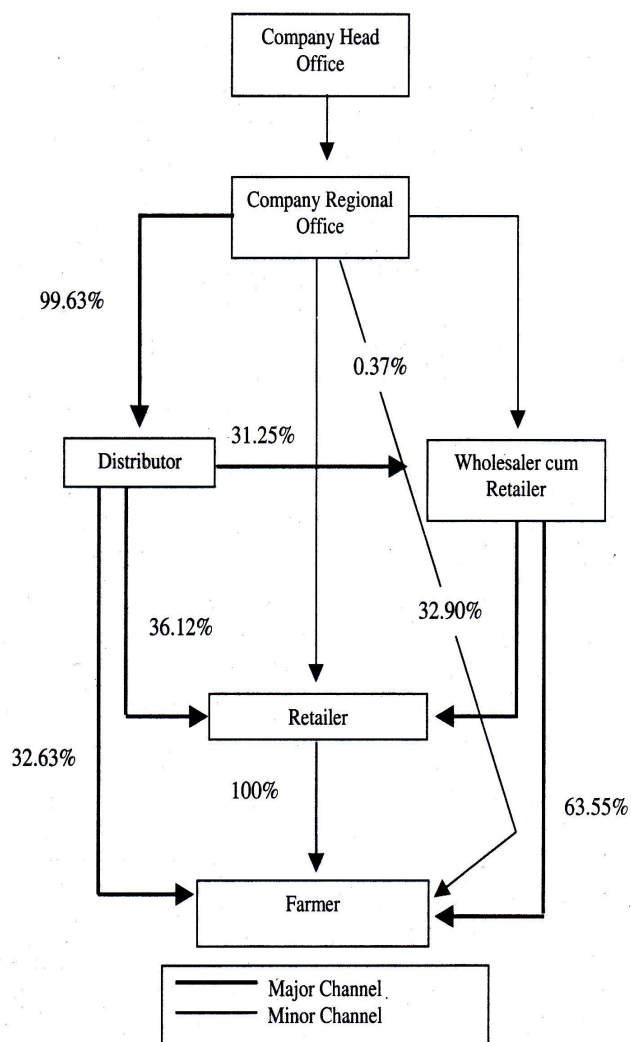 Company Head
Office
Company Regional
Office
99.63%
0.37%
31.25%
Distributor
Wholesaler cum
Retailer
36.12%
32.90%
Retailer
32.63%
100%
63.55%
Farmer
Major Channel
Minor Channel